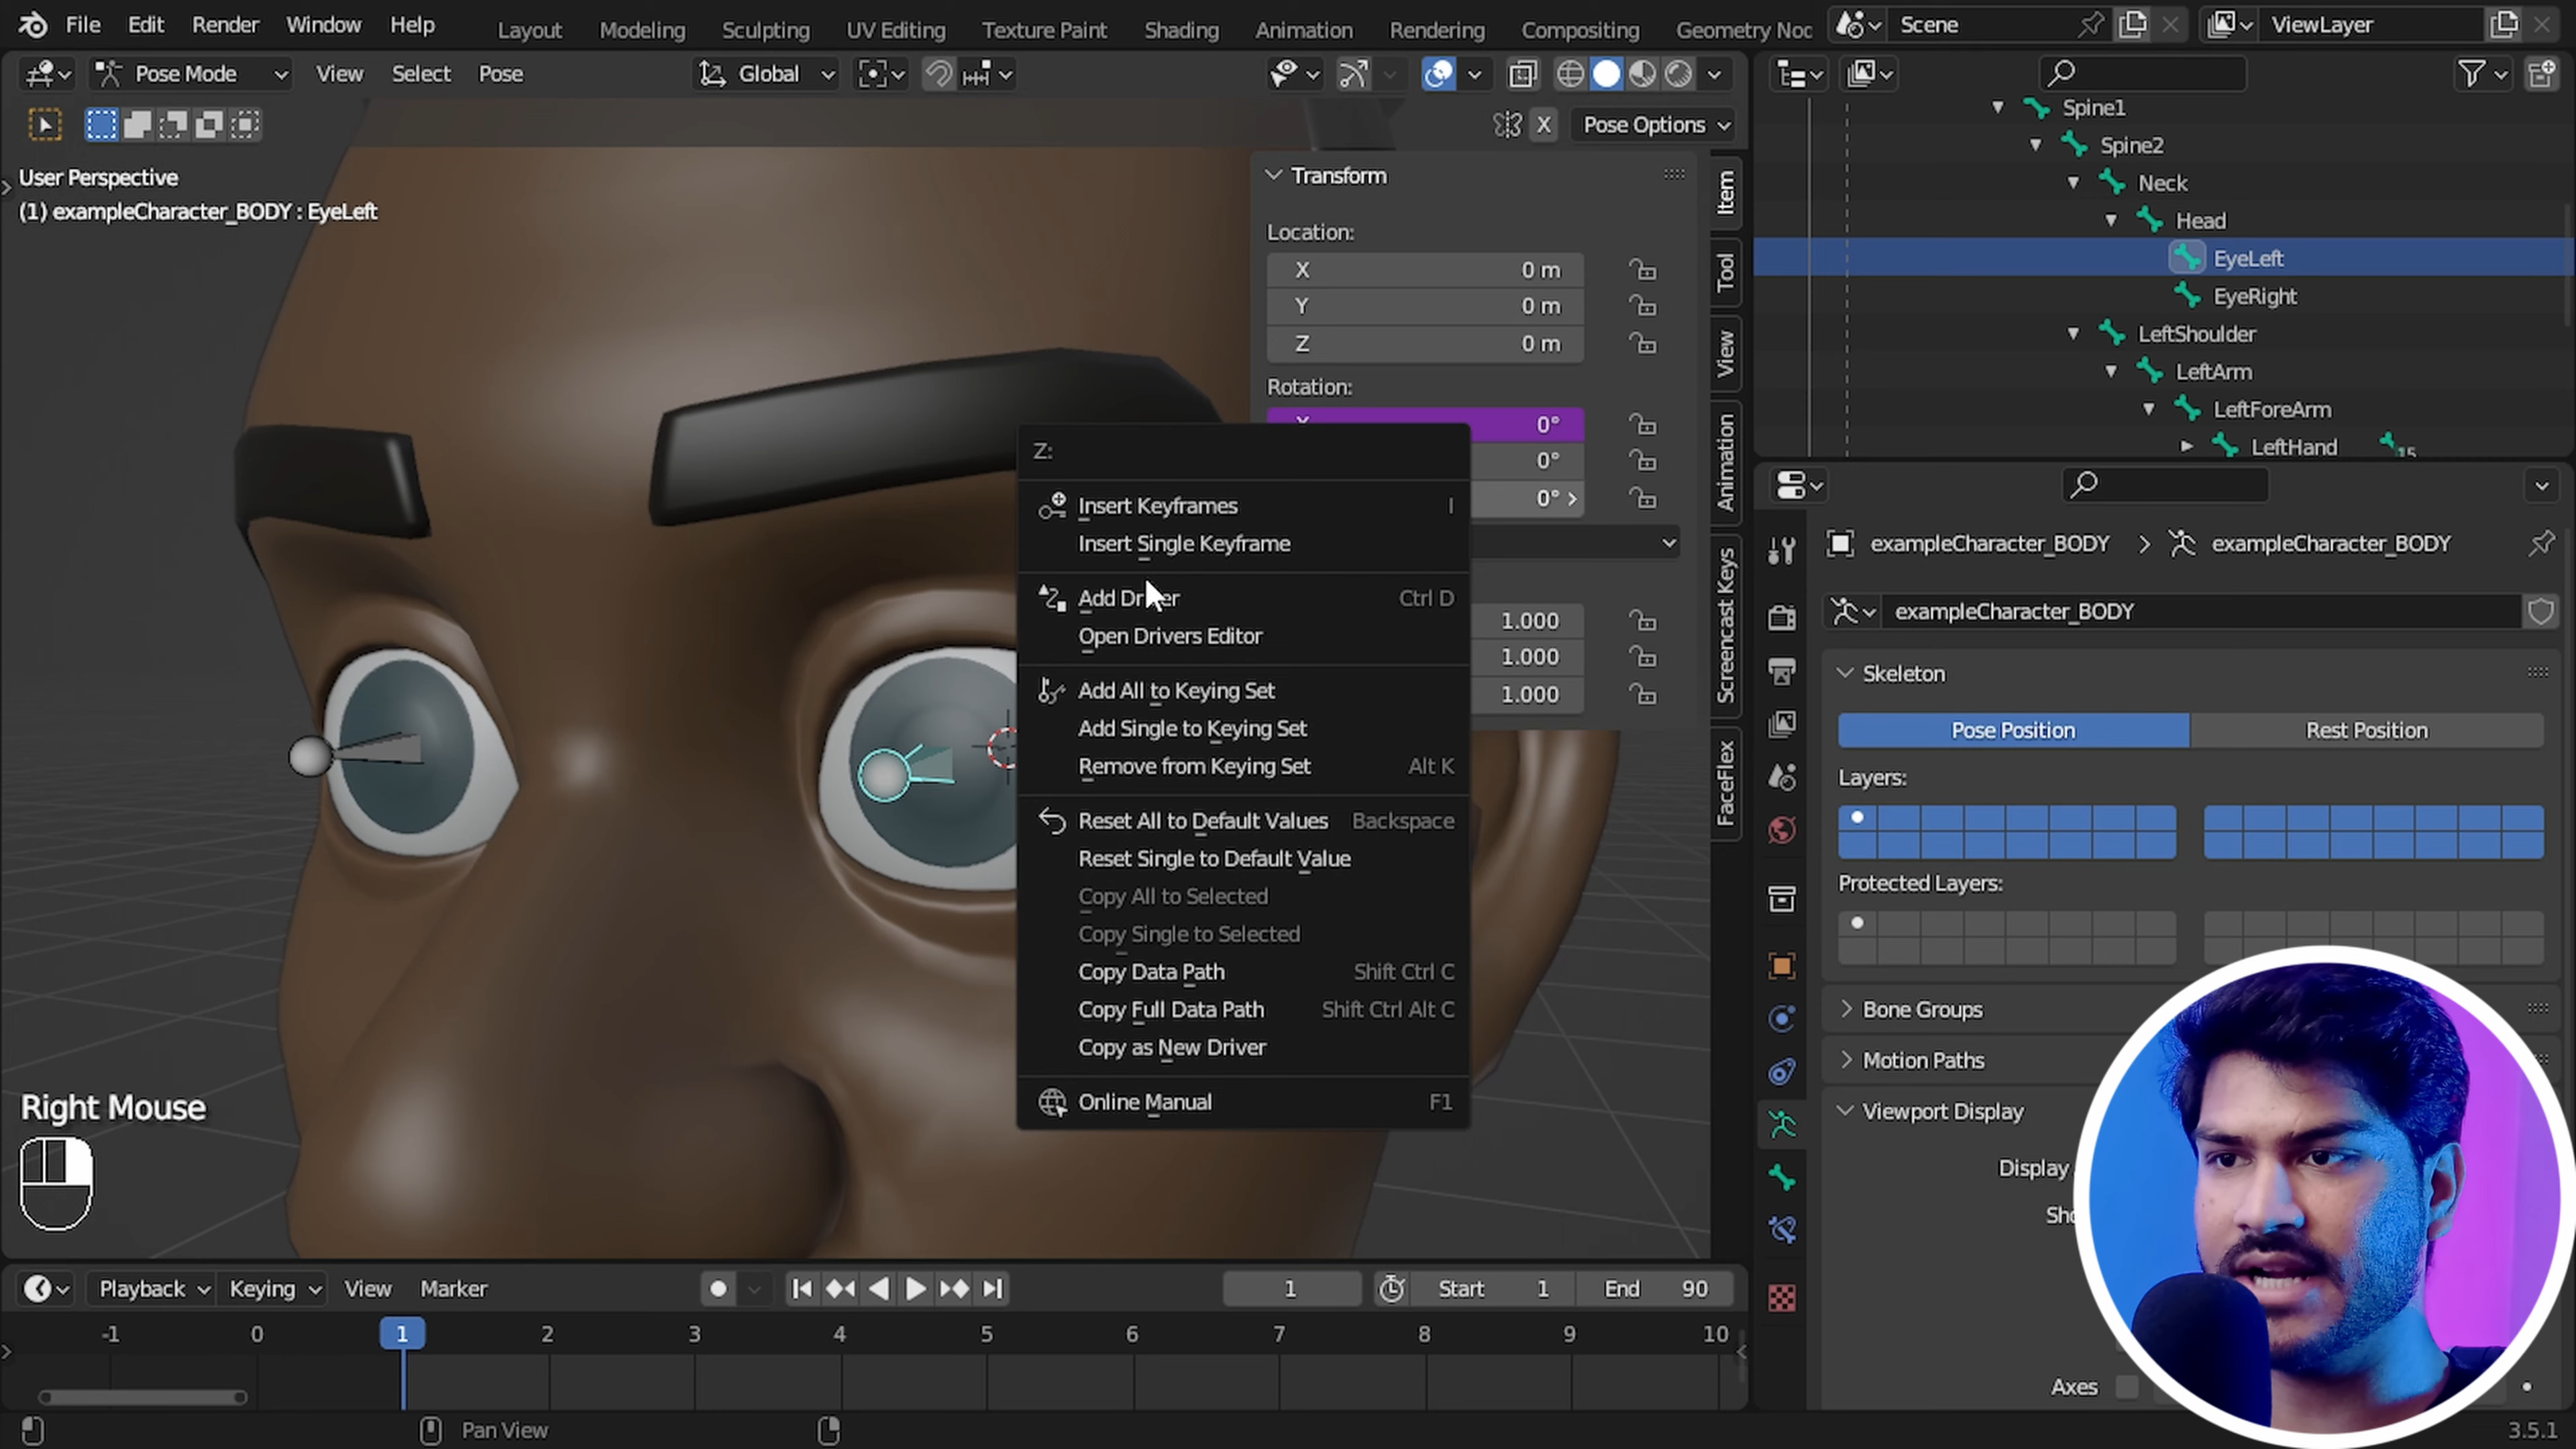 File Edit Render Window Help
Layout Modeling Sculpting UV Editing Texture Paint Shading Animation Rendering Compositing Geometry Noc
Scene
ViewLayer
Pose Mode View Select Pose
Global
X Pose Options
User Perspective
(1) exampleCharacter_BODY : EyeLeft
Transform
Location:
X 0 m
Y 0 m
Z 0 m
Rotation:
X 0°
0°
0°
1.000
1.000
1.000
Item
Tool
View
Animation
Screencast Keys
FaceFlex
Z:
Insert Keyframes I
Insert Single Keyframe
Add Driver Ctrl D
Open Drivers Editor
Add All to Keying Set
Add Single to Keying Set
Remove from Keying Set Alt K
Reset All to Default Values Backspace
Reset Single to Default Value
Copy All to Selected
Copy Single to Selected
Copy Data Path Shift Ctrl C
Copy Full Data Path Shift Ctrl Alt C
Copy as New Driver
Online Manual F1
Spine1
Spine2
Neck
Head
EyeLeft
EyeRight
LeftShoulder
LeftArm
LeftForeArm
LeftHand 15
exampleCharacter_BODY exampleCharacter_BODY
exampleCharacter_BODY
Skeleton
Pose Position Rest Position
Layers:
Protected Layers:
Bone Groups
Motion Paths
Viewport Display
Display
Sho
Axes
Right Mouse
Playback Keying View Marker
1 Start 1 End 90
-1 0 1 2 3 4 5 6 7 8 9 10
Pan View
3.5.1